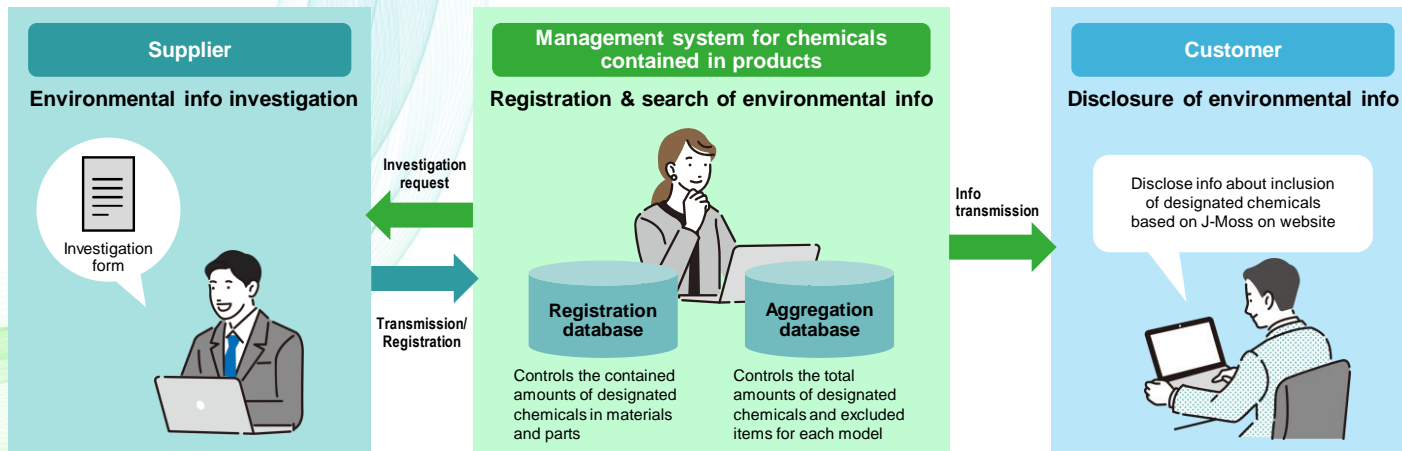 Supplier
Environmental info investigation
Investigation
form
Investigation
request
Transmission/
Registration
Management system for chemicals
contained in products
Registration & search of environmental info
Registration
database
Controls the contained
amounts of designated
chemicals in materials
and parts
Aggregation
database
Controls the total
amounts of designated
chemicals and excluded
items for each model
Info
transmission
Customer
Disclosure of environmental info
Disclose info about inclusion
of designated chemicals
based on J-Moss on website